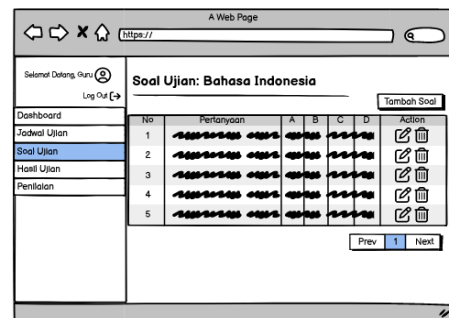 A Web Page
https://
Selamat Datang, Guru
Log Out
Soal Ujian: Bahasa Indonesia
Tambah Soal
Dashboard
Jadwal Ujian
Soal Ujian
Hasil Ujian
Penilaian
No Pertanyaan A B C D Action
1
2
3
4
5
Prev 1 Next